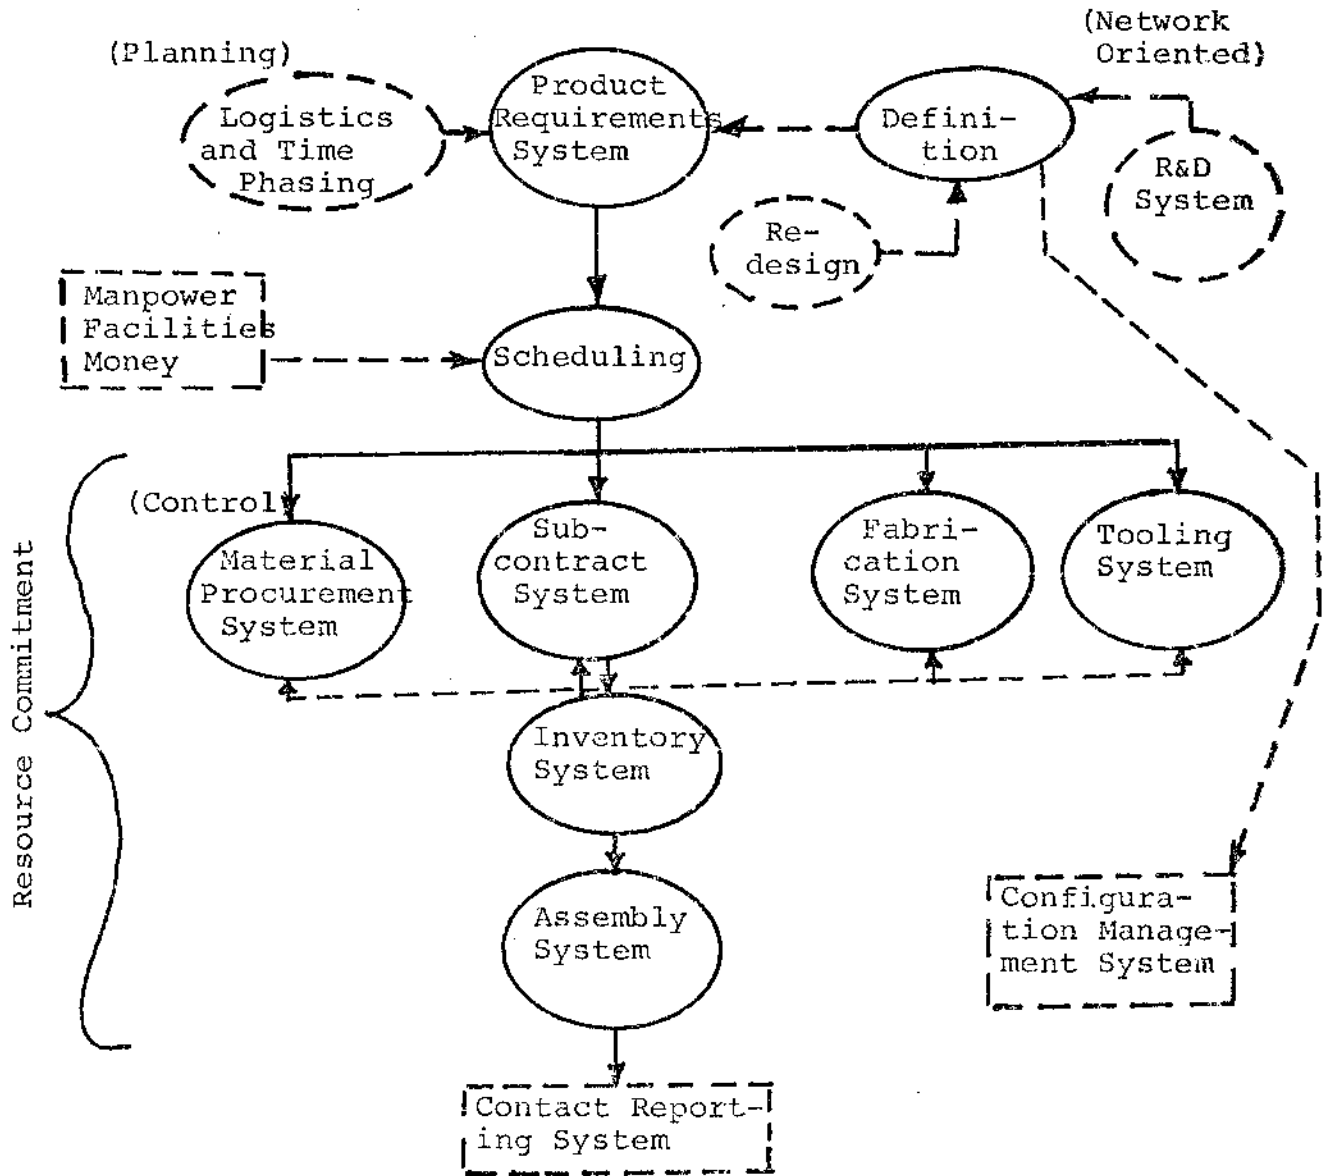 (Planning)
Logistics
and Time
Phasing
Product
Requirements
System
Defini-
tion
(Network
Oriented)
R&D
System
Re-
design
Manpower
Facilities
Money
Scheduling
Resource Commitment
(Control)
Material
Procurement
System
Sub-
contract
System
Fabri-
cation
System
Tooling
System
Inventory
System
Assembly
System
Configura-
tion Manage-
ment System
Contact Report-
ing System